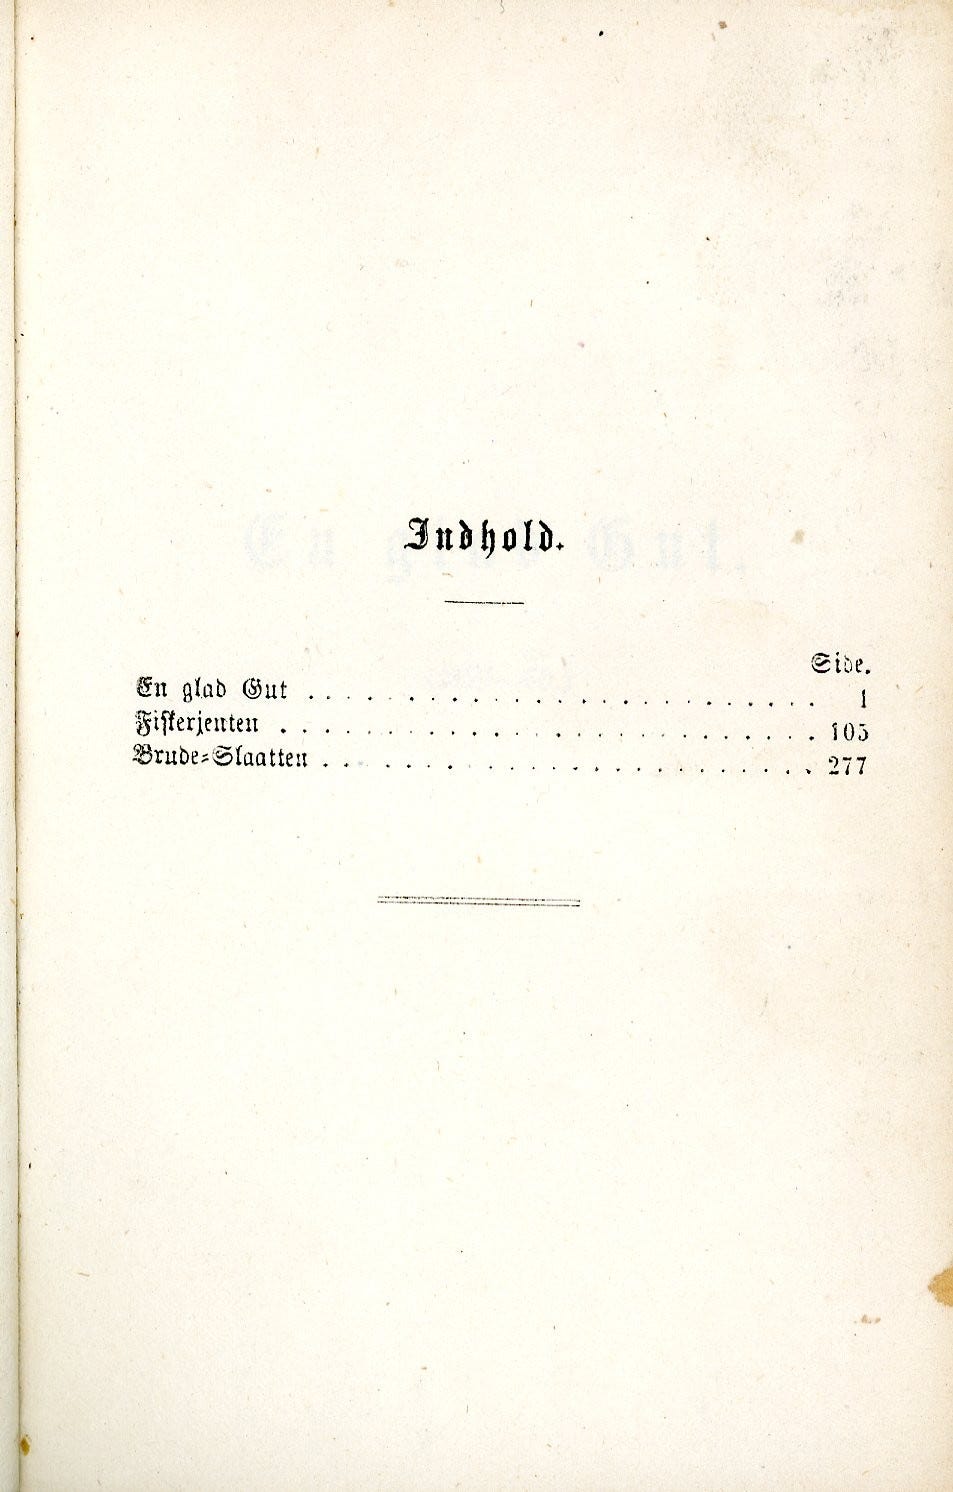 Indhold.
Side.
En glad Gut . . . . . . . . . . . . . . . . . . . . . . . . . . . . 1
Fiskerjenten . . . . . . . . . . . . . . . . . . . . . . . . . . . . 105
Brude-Slaatten . . . . . . . . . . . . . . . . . . . . . . . . . . . 277